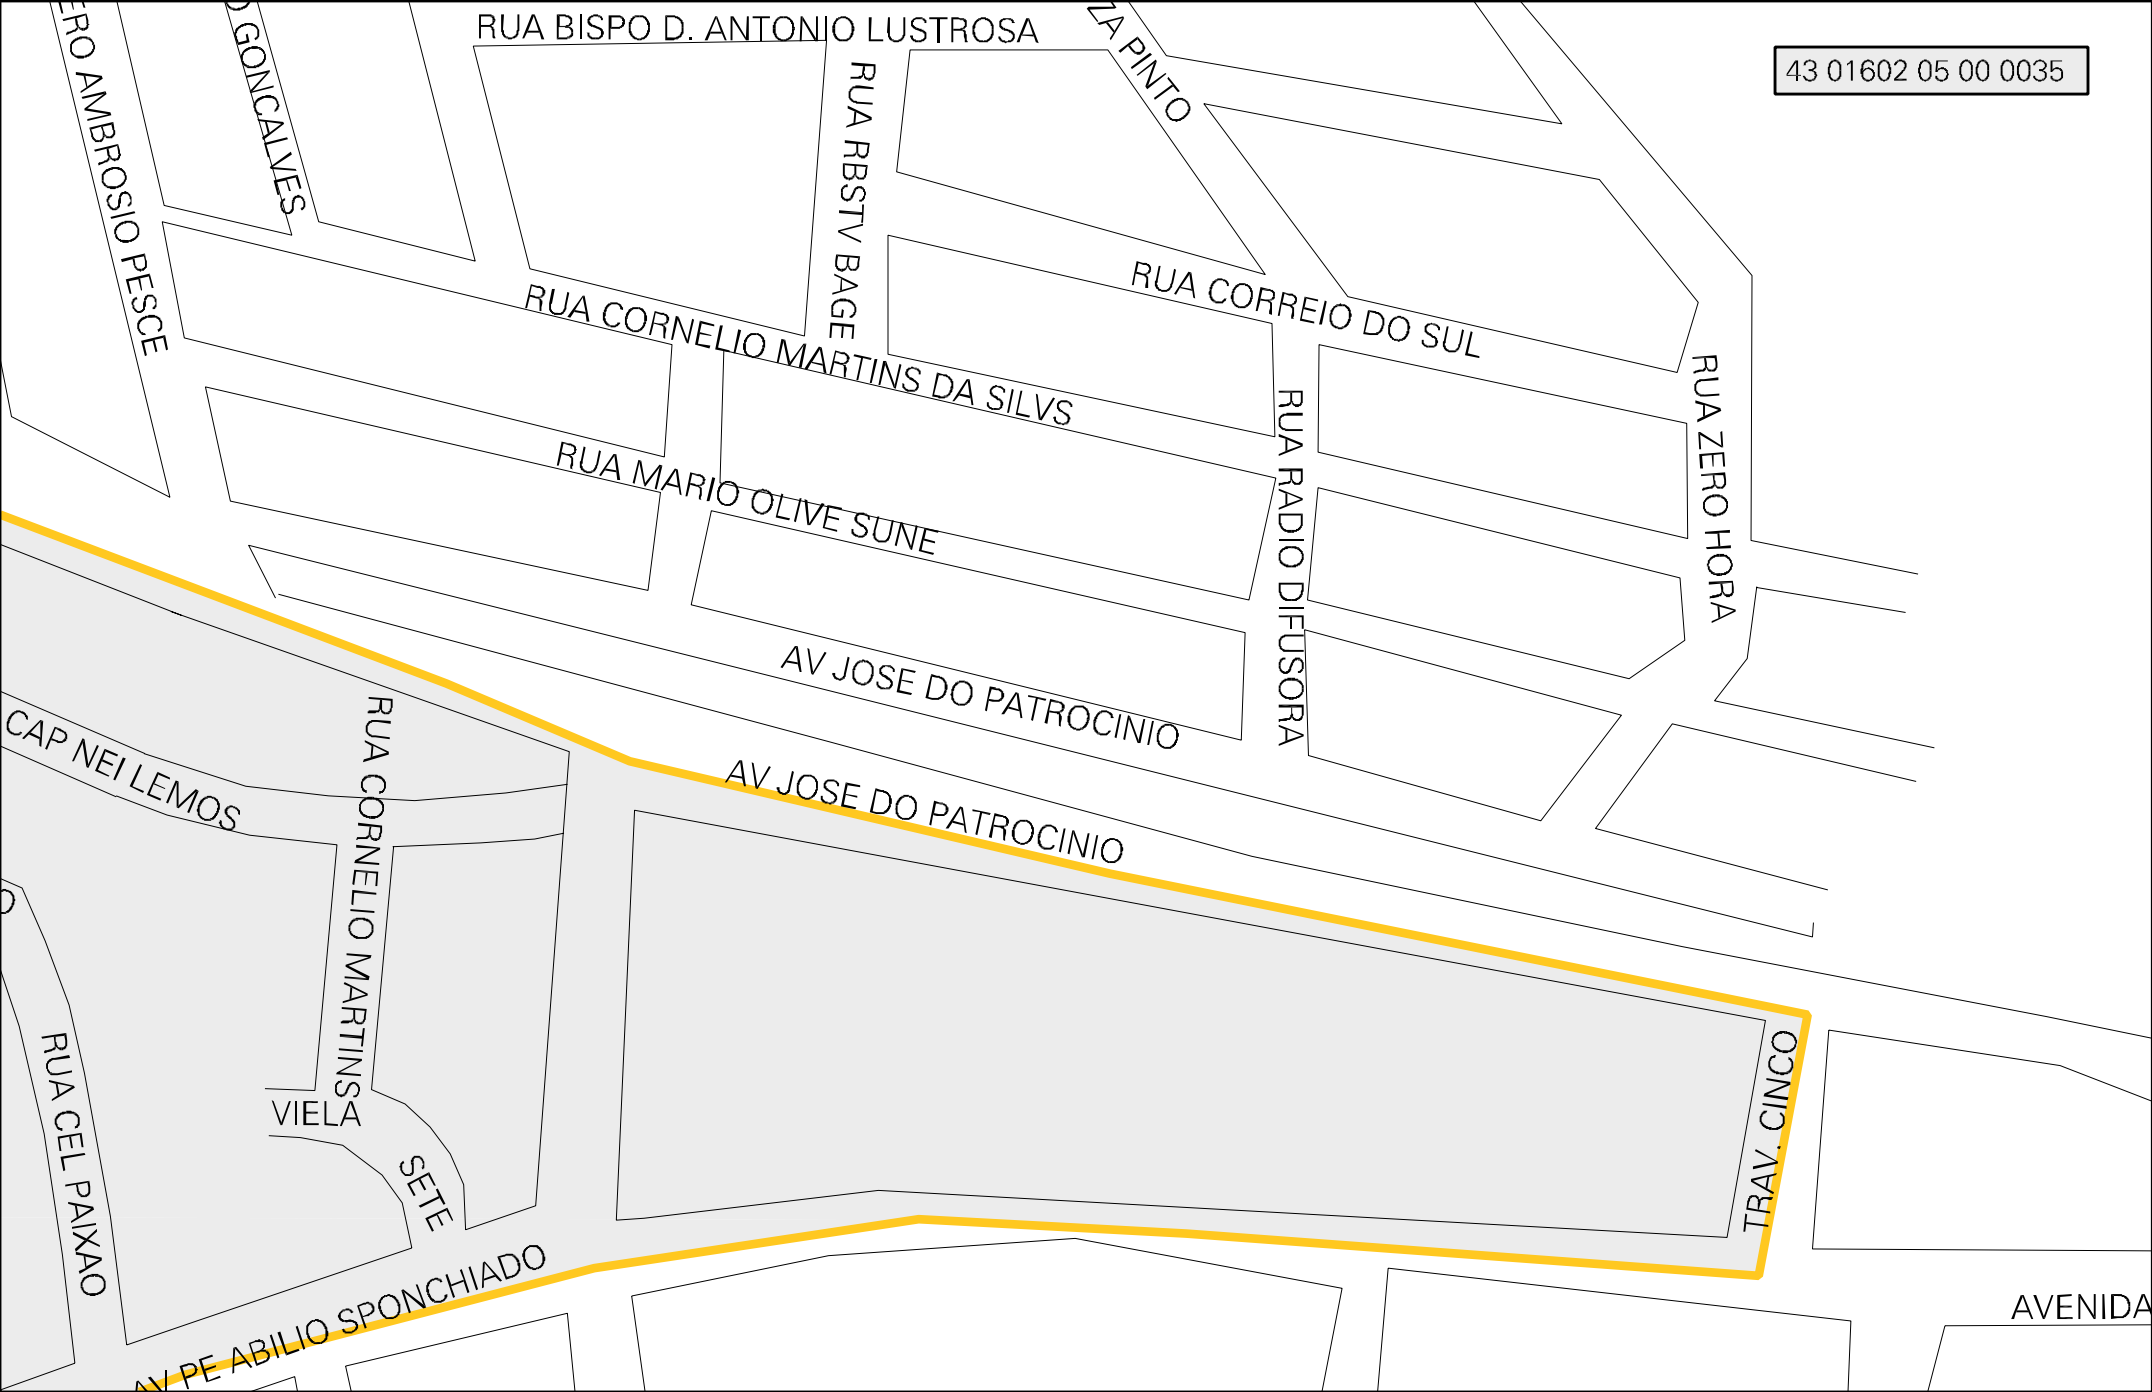 RUA BISPO D. ANTONIO LUSTROSA
ZA PINTO
43 01602 05 00 0035
ERO AMBROSIO PESCE
O GONCALVES
RUA RBSTV BAGE
RUA CORREIO DO SUL
RUA CORNELIO MARTINS DA SILVS
RUA ZERO HORA
RUA RADIO DIFUSORA
RUA MARIO OLIVE SUNE
AV JOSE DO PATROCINIO
AV JOSE DO PATROCINIO
CAP NEI LEMOS
RUA CORNELIO MARTINS
O
RUA CEL PAIXAO
VIELA
SETE
TRAV. CINCO
AV PE ABILIO SPONCHIADO
AVENIDA